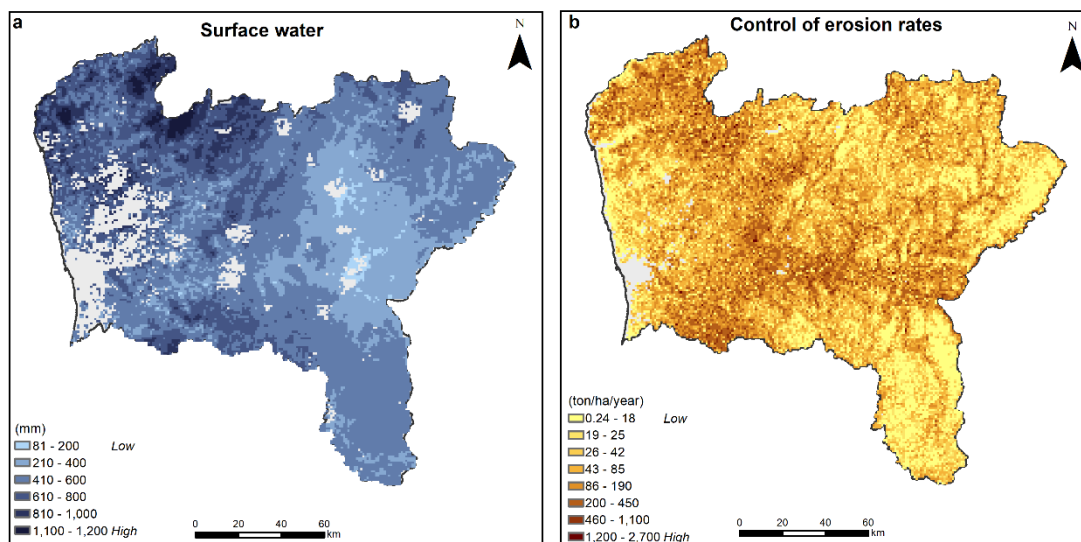 a
Surface water
N
(mm)
81 - 200 Low
210 - 400
410 - 600
610 - 800
810 - 1,000
1,100 - 1,200 High
0 20 40 60
km
b
Control of erosion rates
N
(ton/ha/year)
0.24 - 18 Low
19 - 25
26 - 42
43 - 85
86 - 190
200 - 450
460 - 1,100
1,200 - 2.700 High
0 20 40 60
km